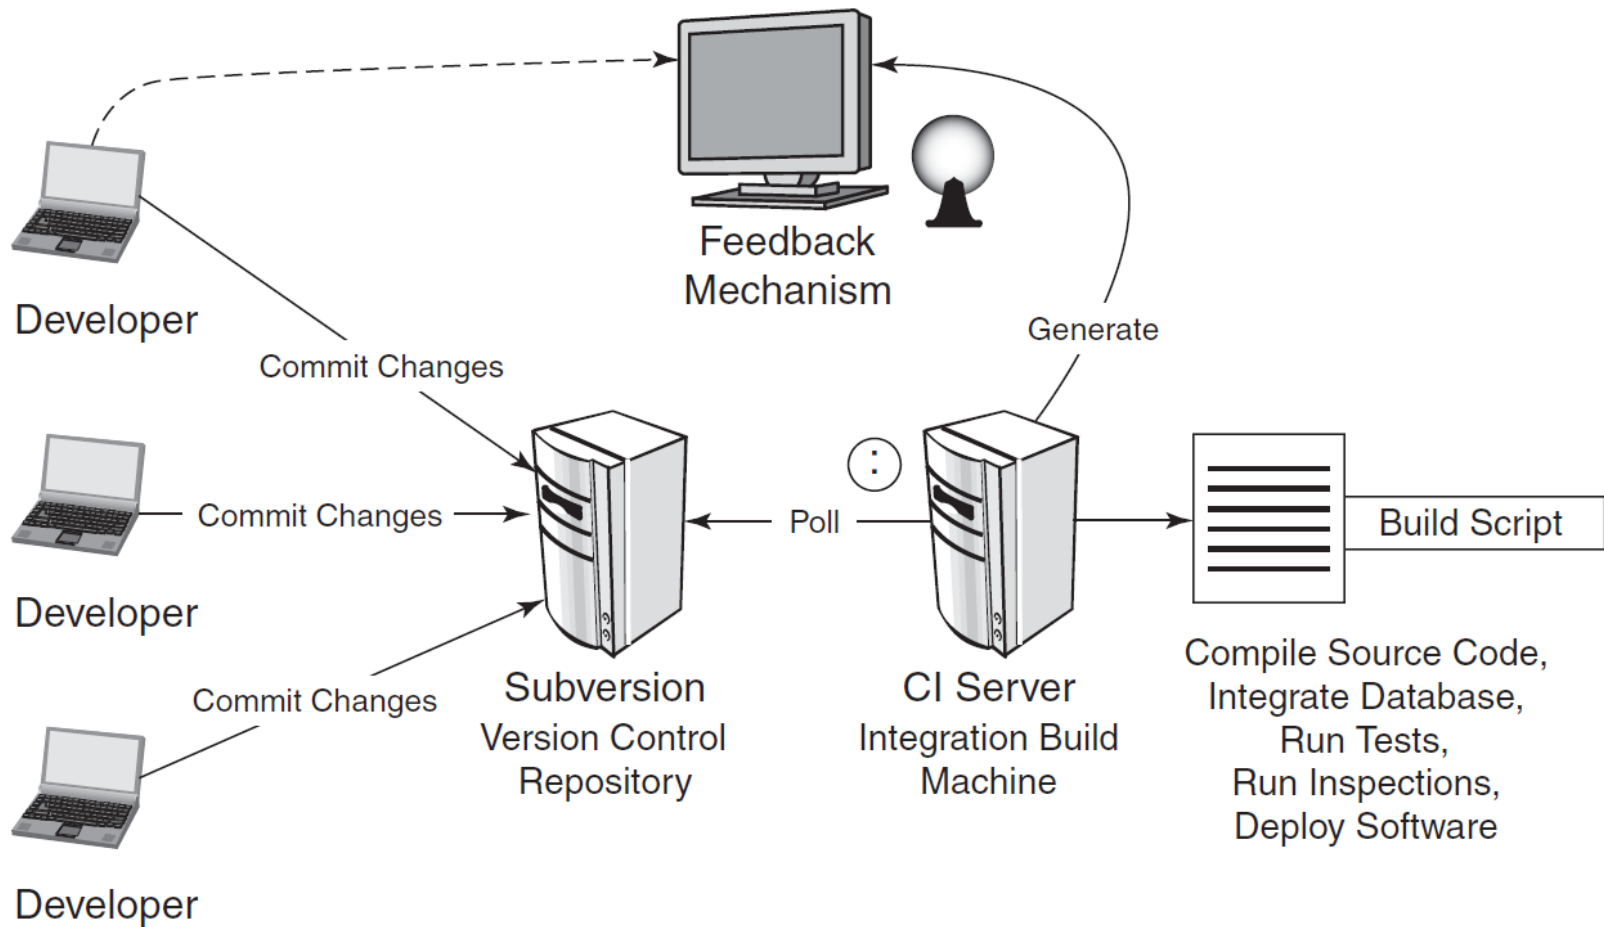 Feedback
Mechanism
Developer
Generate
Commit Changes
:
Commit Changes
Poll
Build Script
Developer
Subversion
Version Control
Repository
CI Server
Integration Build
Machine
Compile Source Code,
Integrate Database,
Run Tests,
Run Inspections,
Deploy Software
Commit Changes
Developer